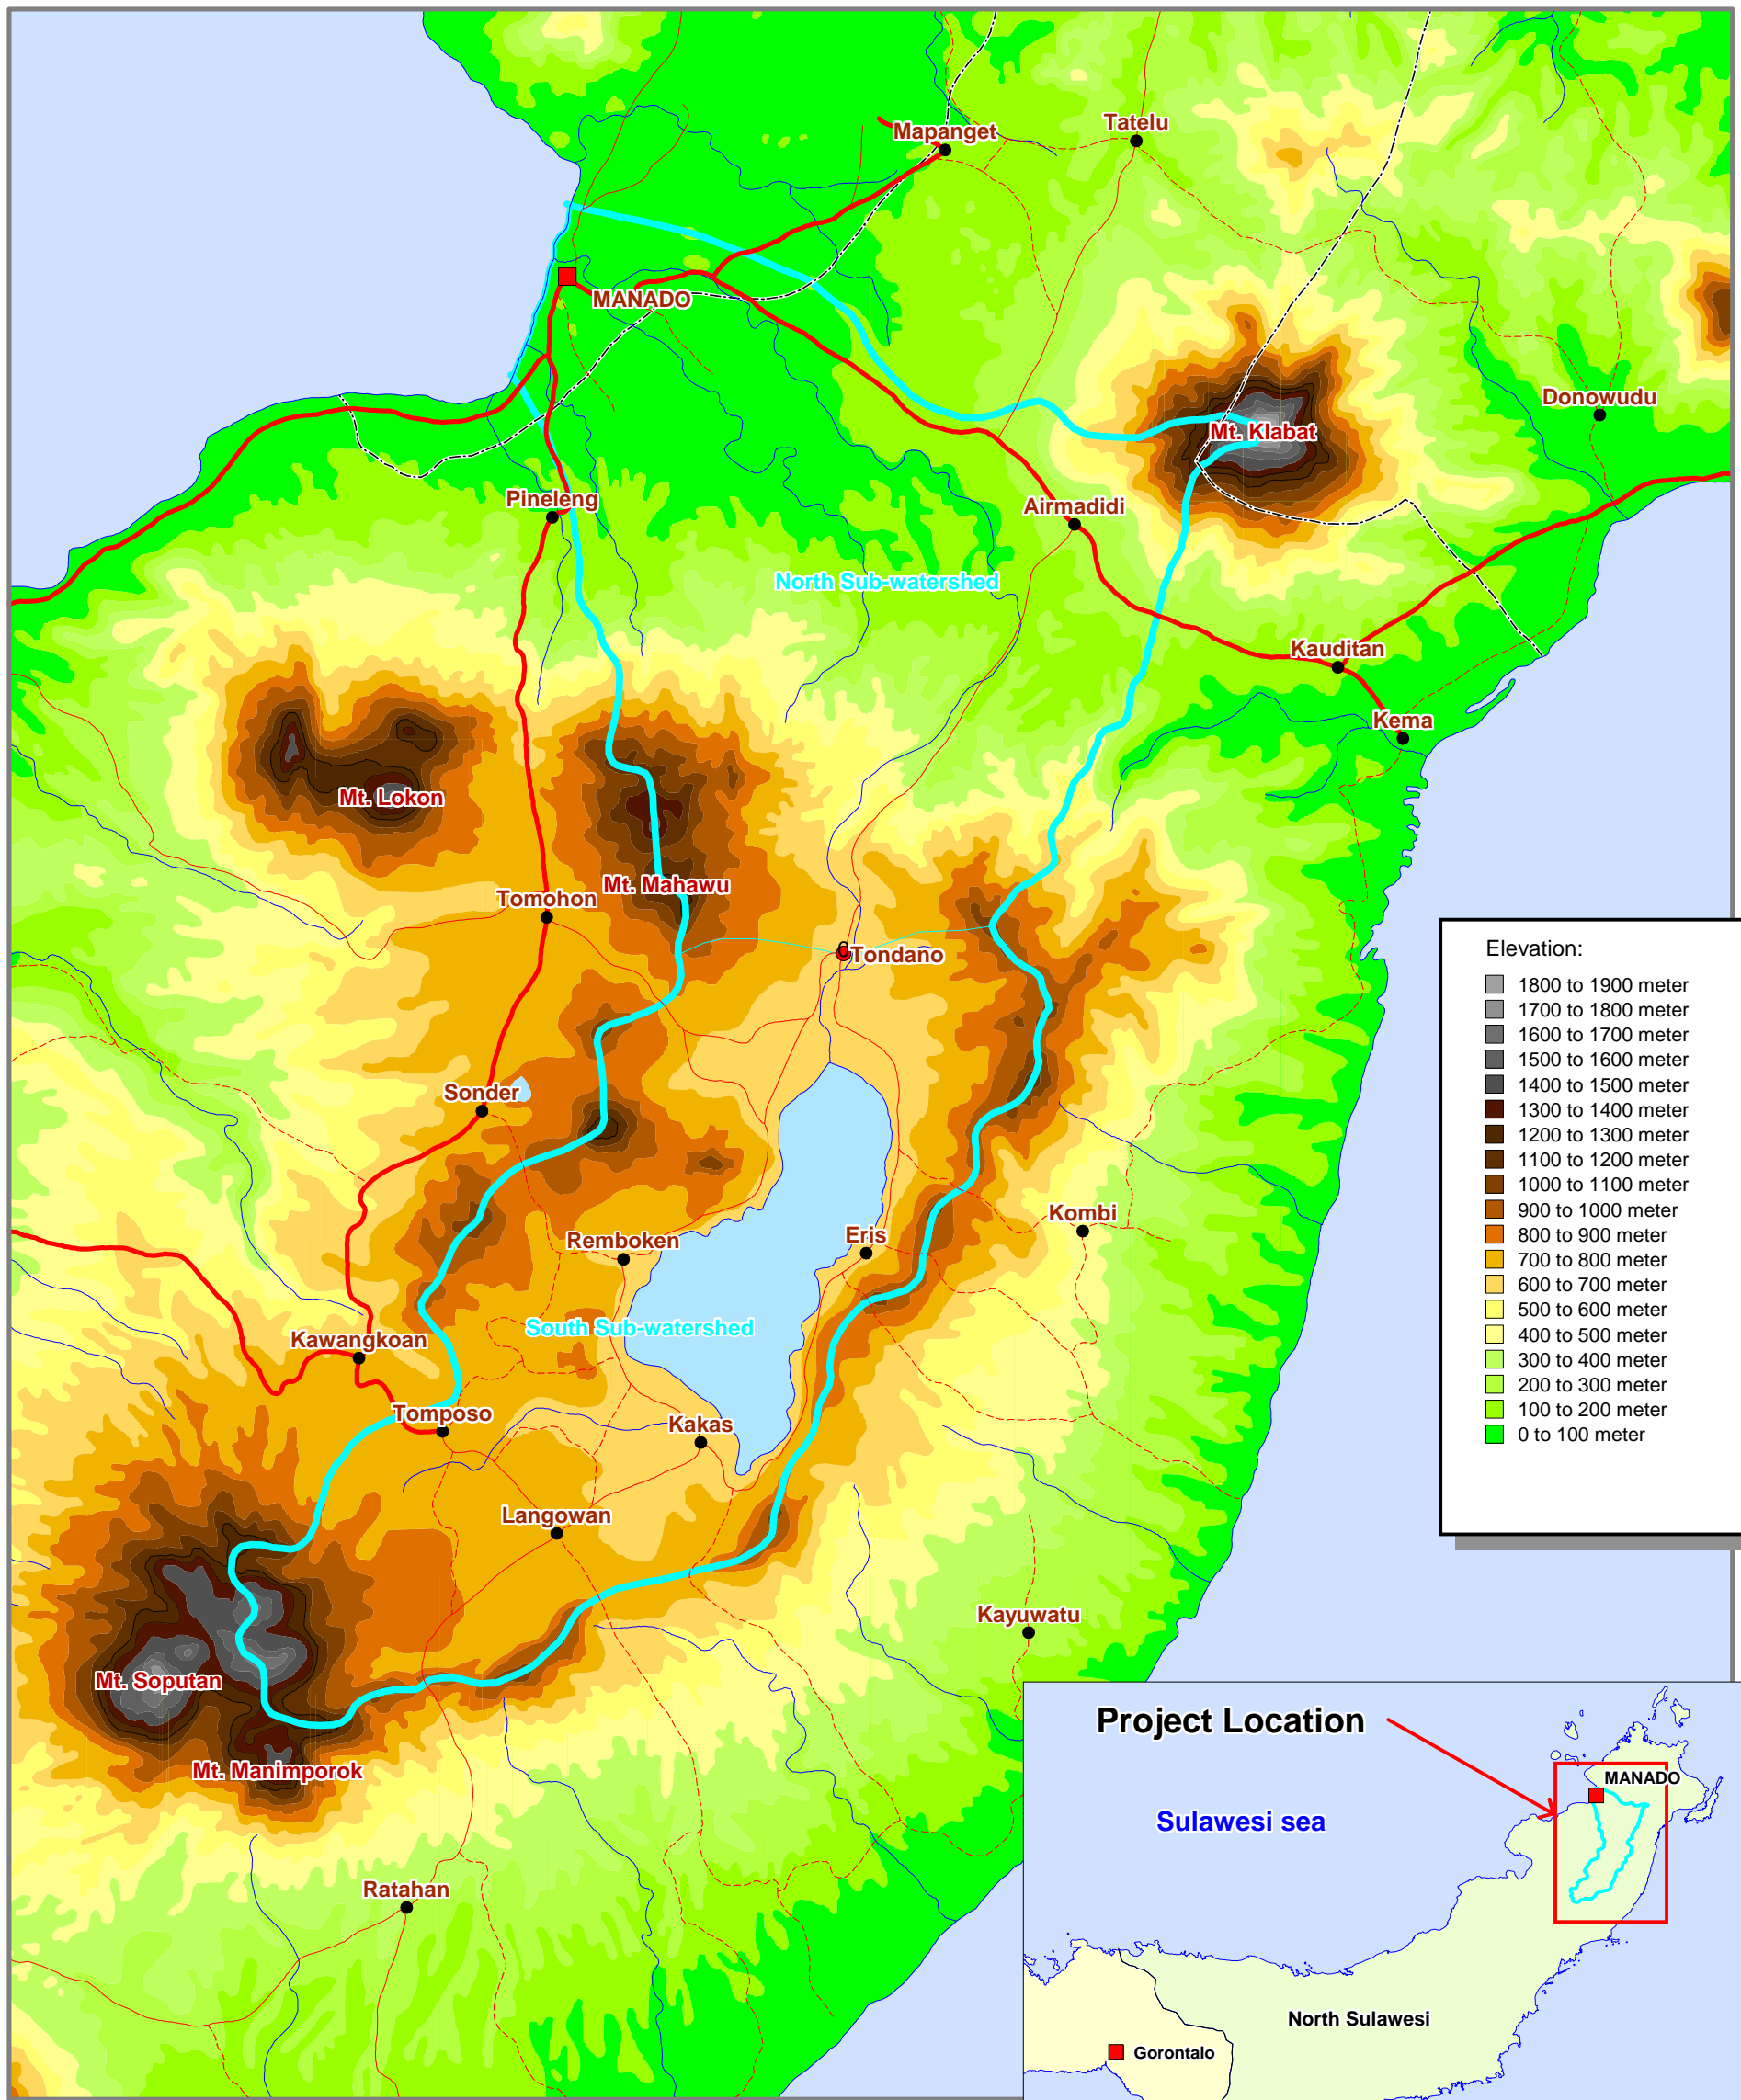 Mapanget
Tatelu
MANADO
Donowudu
Mt. Klabat
Pineleng
Airmadidi
North Sub-watershed
Kauditan
Kema
Mt. Lokon
Mt. Mahawu
Tomohon
Tondano
Sonder
Kombi
Remboken
Eris
South Sub-watershed
Kawangkoan
Tomposo
Kakas
Langowan
Kayuwatu
Mt. Soputan
Mt. Manimporok
Ratahan
Elevation:
1800 to 1900 meter
1700 to 1800 meter
1600 to 1700 meter
1500 to 1600 meter
1400 to 1500 meter
1300 to 1400 meter
1200 to 1300 meter
1100 to 1200 meter
1000 to 1100 meter
900 to 1000 meter
800 to 900 meter
700 to 800 meter
600 to 700 meter
500 to 600 meter
400 to 500 meter
300 to 400 meter
200 to 300 meter
100 to 200 meter
0 to 100 meter
Project Location
MANADO
Sulawesi sea
North Sulawesi
Gorontalo